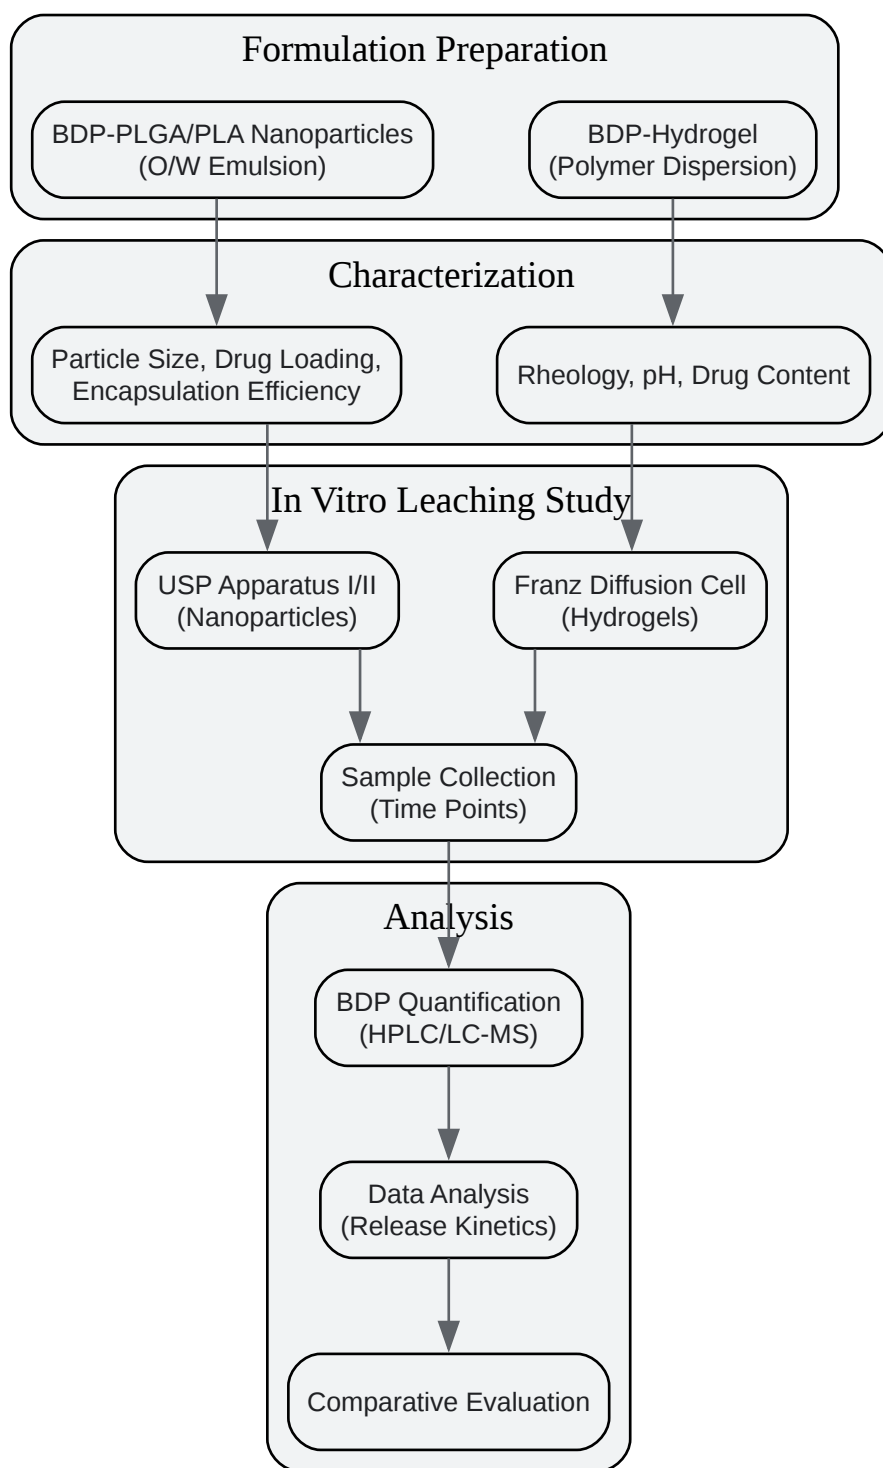 Formulation Preparation
BDP-PLGA/PLA Nanoparticles
(O/W Emulsion)
BDP-Hydrogel
(Polymer Dispersion)
Characterization
Particle Size, Drug Loading,
Encapsulation Efficiency
Rheology, pH, Drug Content
In Vitro Leaching Study
USP Apparatus I/II
(Nanoparticles)
Franz Diffusion Cell
(Hydrogels)
Sample Collection
(Time Points)
Analysis
BDP Quantification
(HPLC/LC-MS)
Data Analysis
(Release Kinetics)
Comparative Evaluation